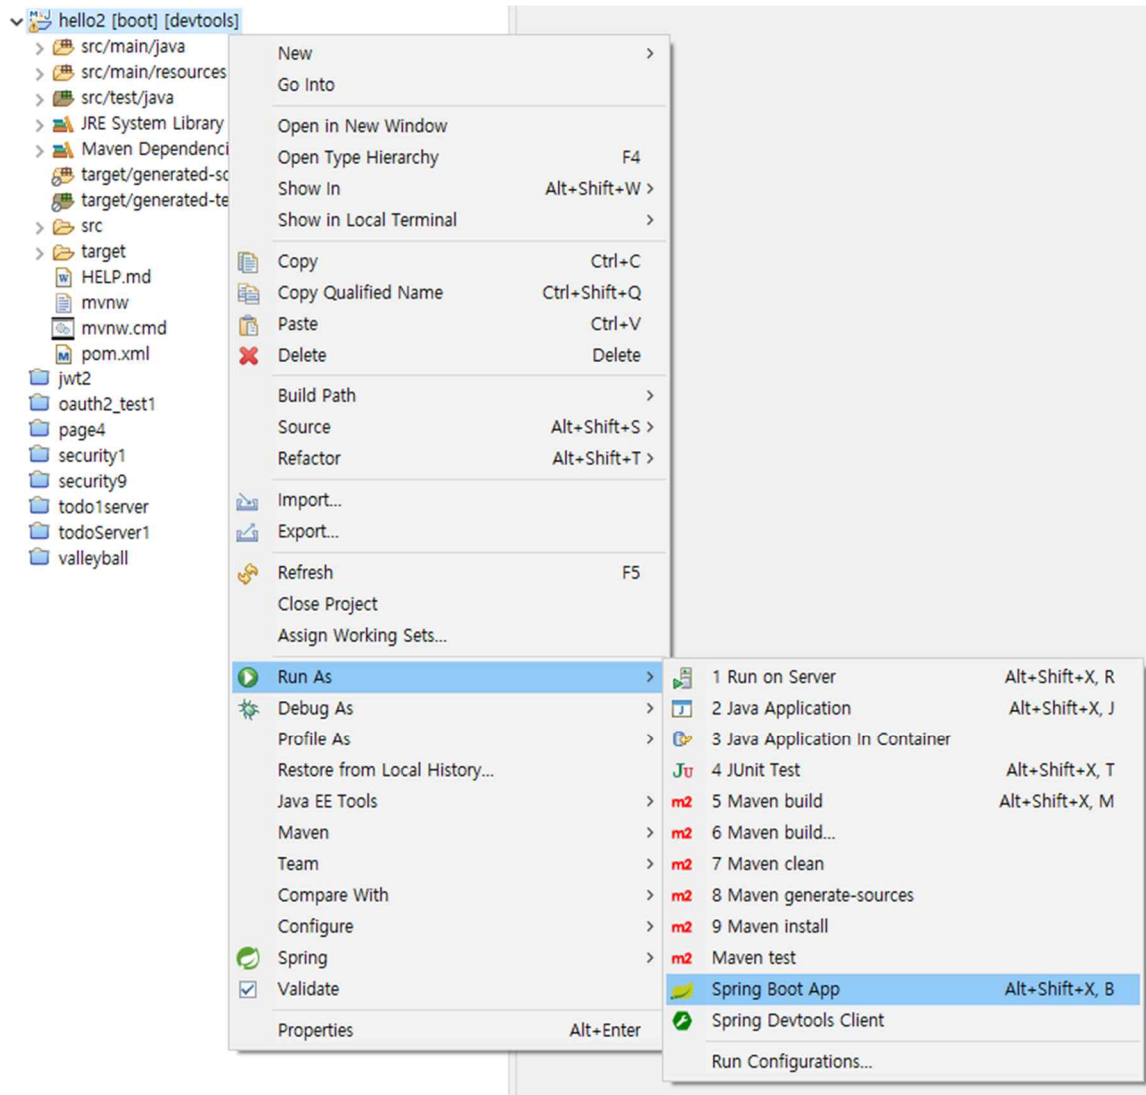 hello2 [boot] [devtools]
src/main/java
src/main/resources
src/test/java
JRE System Library
Maven Dependenci
target/generated-so
target/generated-te
src
target
HELP.md
mvnw
mvnw.cmd
pom.xml
jwt2
oauth2_test1
page4
security1
security9
todo1server
todoServer1
valleyball
New
Go Into
Open in New Window
Open Type Hierarchy F4
Show In Alt+Shift+W
Show in Local Terminal
Copy Ctrl+C
Copy Qualified Name Ctrl+Shift+Q
Paste Ctrl+V
Delete Delete
Build Path
Source Alt+Shift+S
Refactor Alt+Shift+T
Import...
Export...
Refresh F5
Close Project
Assign Working Sets...
Run As
Debug As
Profile As
Restore from Local History...
Java EE Tools
Maven
Team
Compare With
Configure
Spring
Validate
Properties Alt+Enter
1 Run on Server Alt+Shift+X, R
2 Java Application Alt+Shift+X, J
3 Java Application In Container
4 JUnit Test Alt+Shift+X, T
5 Maven build Alt+Shift+X, M
6 Maven build...
7 Maven clean
8 Maven generate-sources
9 Maven install
Maven test
Spring Boot App Alt+Shift+X, B
Spring Devtools Client
Run Configurations...